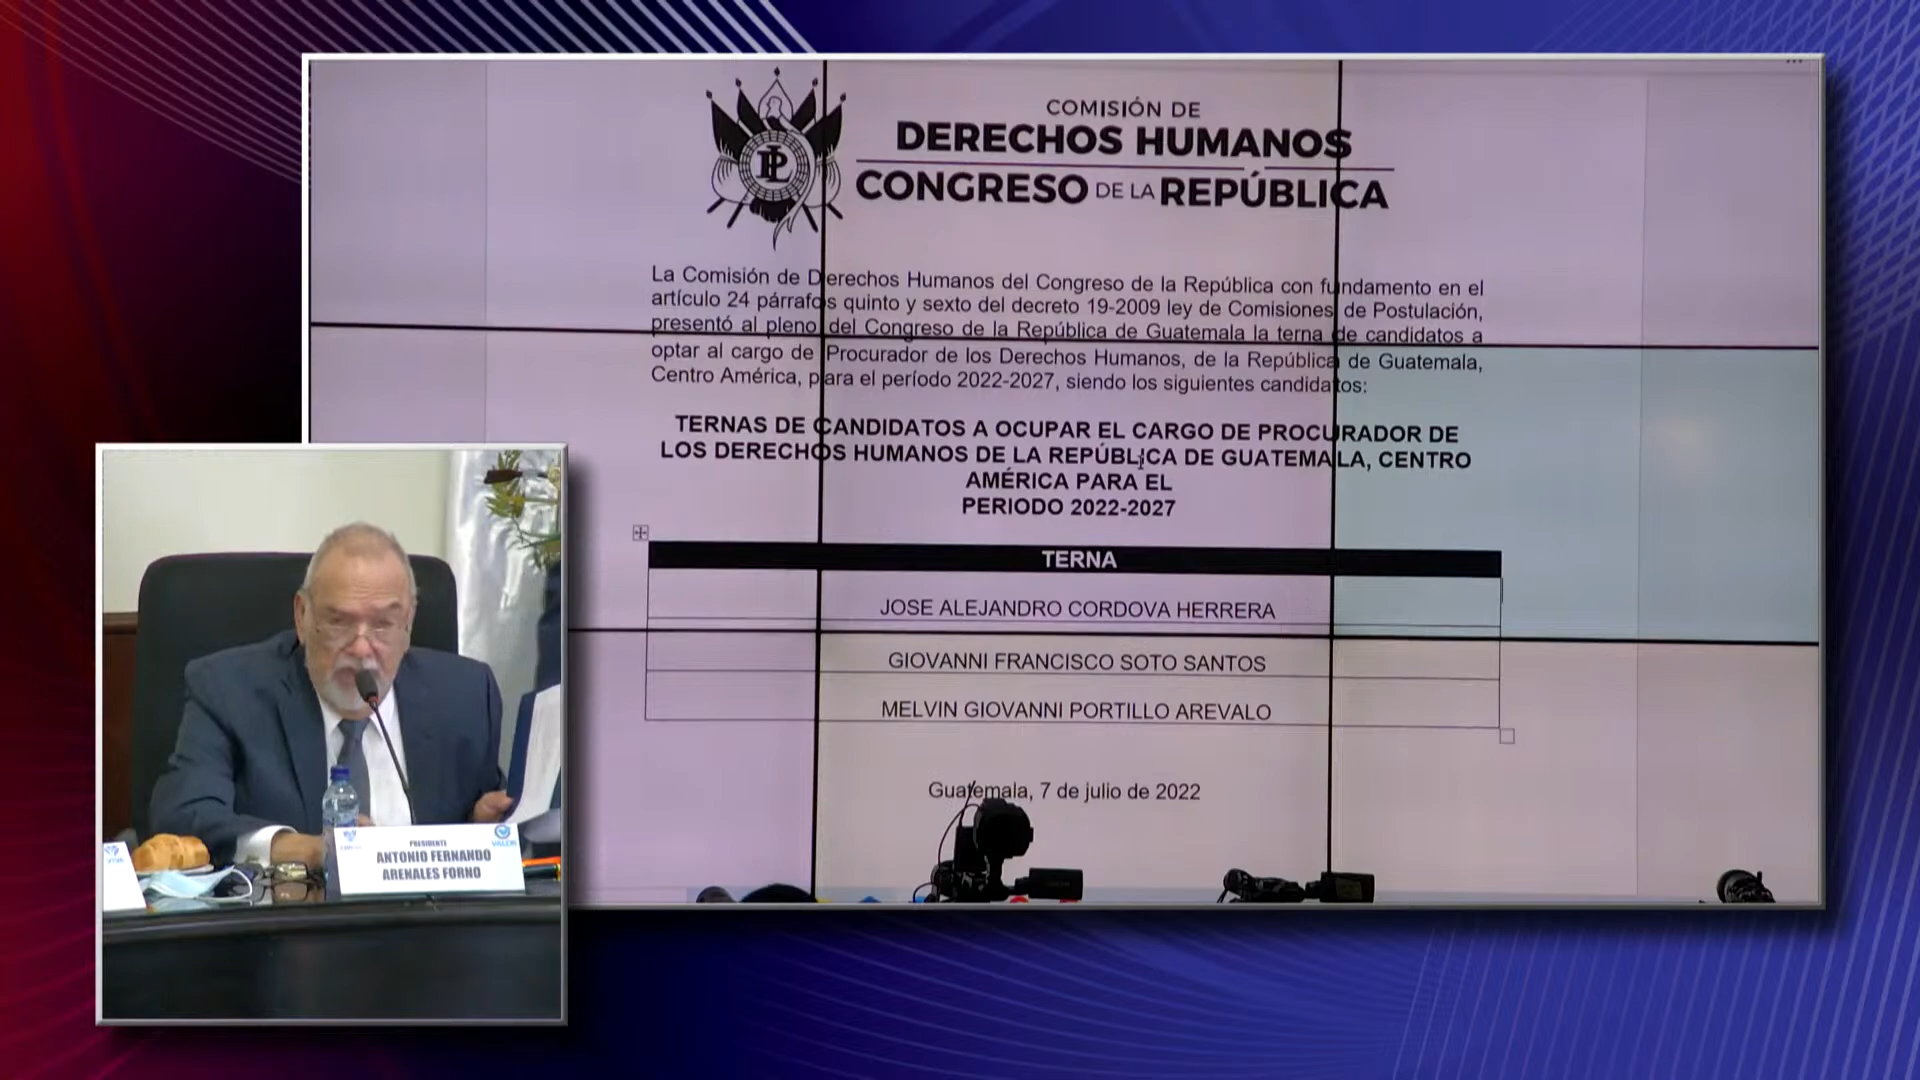 COMISIÓN DE
DERECHOS HUMANOS
CONGRESO DE LA REPÚBLICA
La Comisión de Derechos Humanos del Congreso de la República con fundamento en el
artículo 24 párrafos quinto y sexto del decreto 19-2009 ley de Comisiones de Postulación,
presentó al pleno del Congreso de la República de Guatemala la terna de candidatos a
optar al cargo de Procurador de los Derechos Humanos, de la República de Guatemala,
Centro América, para el período 2022-2027, siendo los siguientes candidatos:
TERNAS DE CANDIDATOS A OCUPAR EL CARGO DE PROCURADOR DE
LOS DERECHOS HUMANOS DE LA REPÚBLICA DE GUATEMALA, CENTRO
AMÉRICA PARA EL
PERIODO 2022-2027
TERNA
JOSE ALEJANDRO CORDOVA HERRERA
GIOVANNI FRANCISCO SOTO SANTOS
MELVIN GIOVANNI PORTILLO AREVALO
Guatemala, 7 de julio de 2022
PRESIDENTE
ANTONIO FERNANDO
ARENALES FORNO
VALOR
VIVA